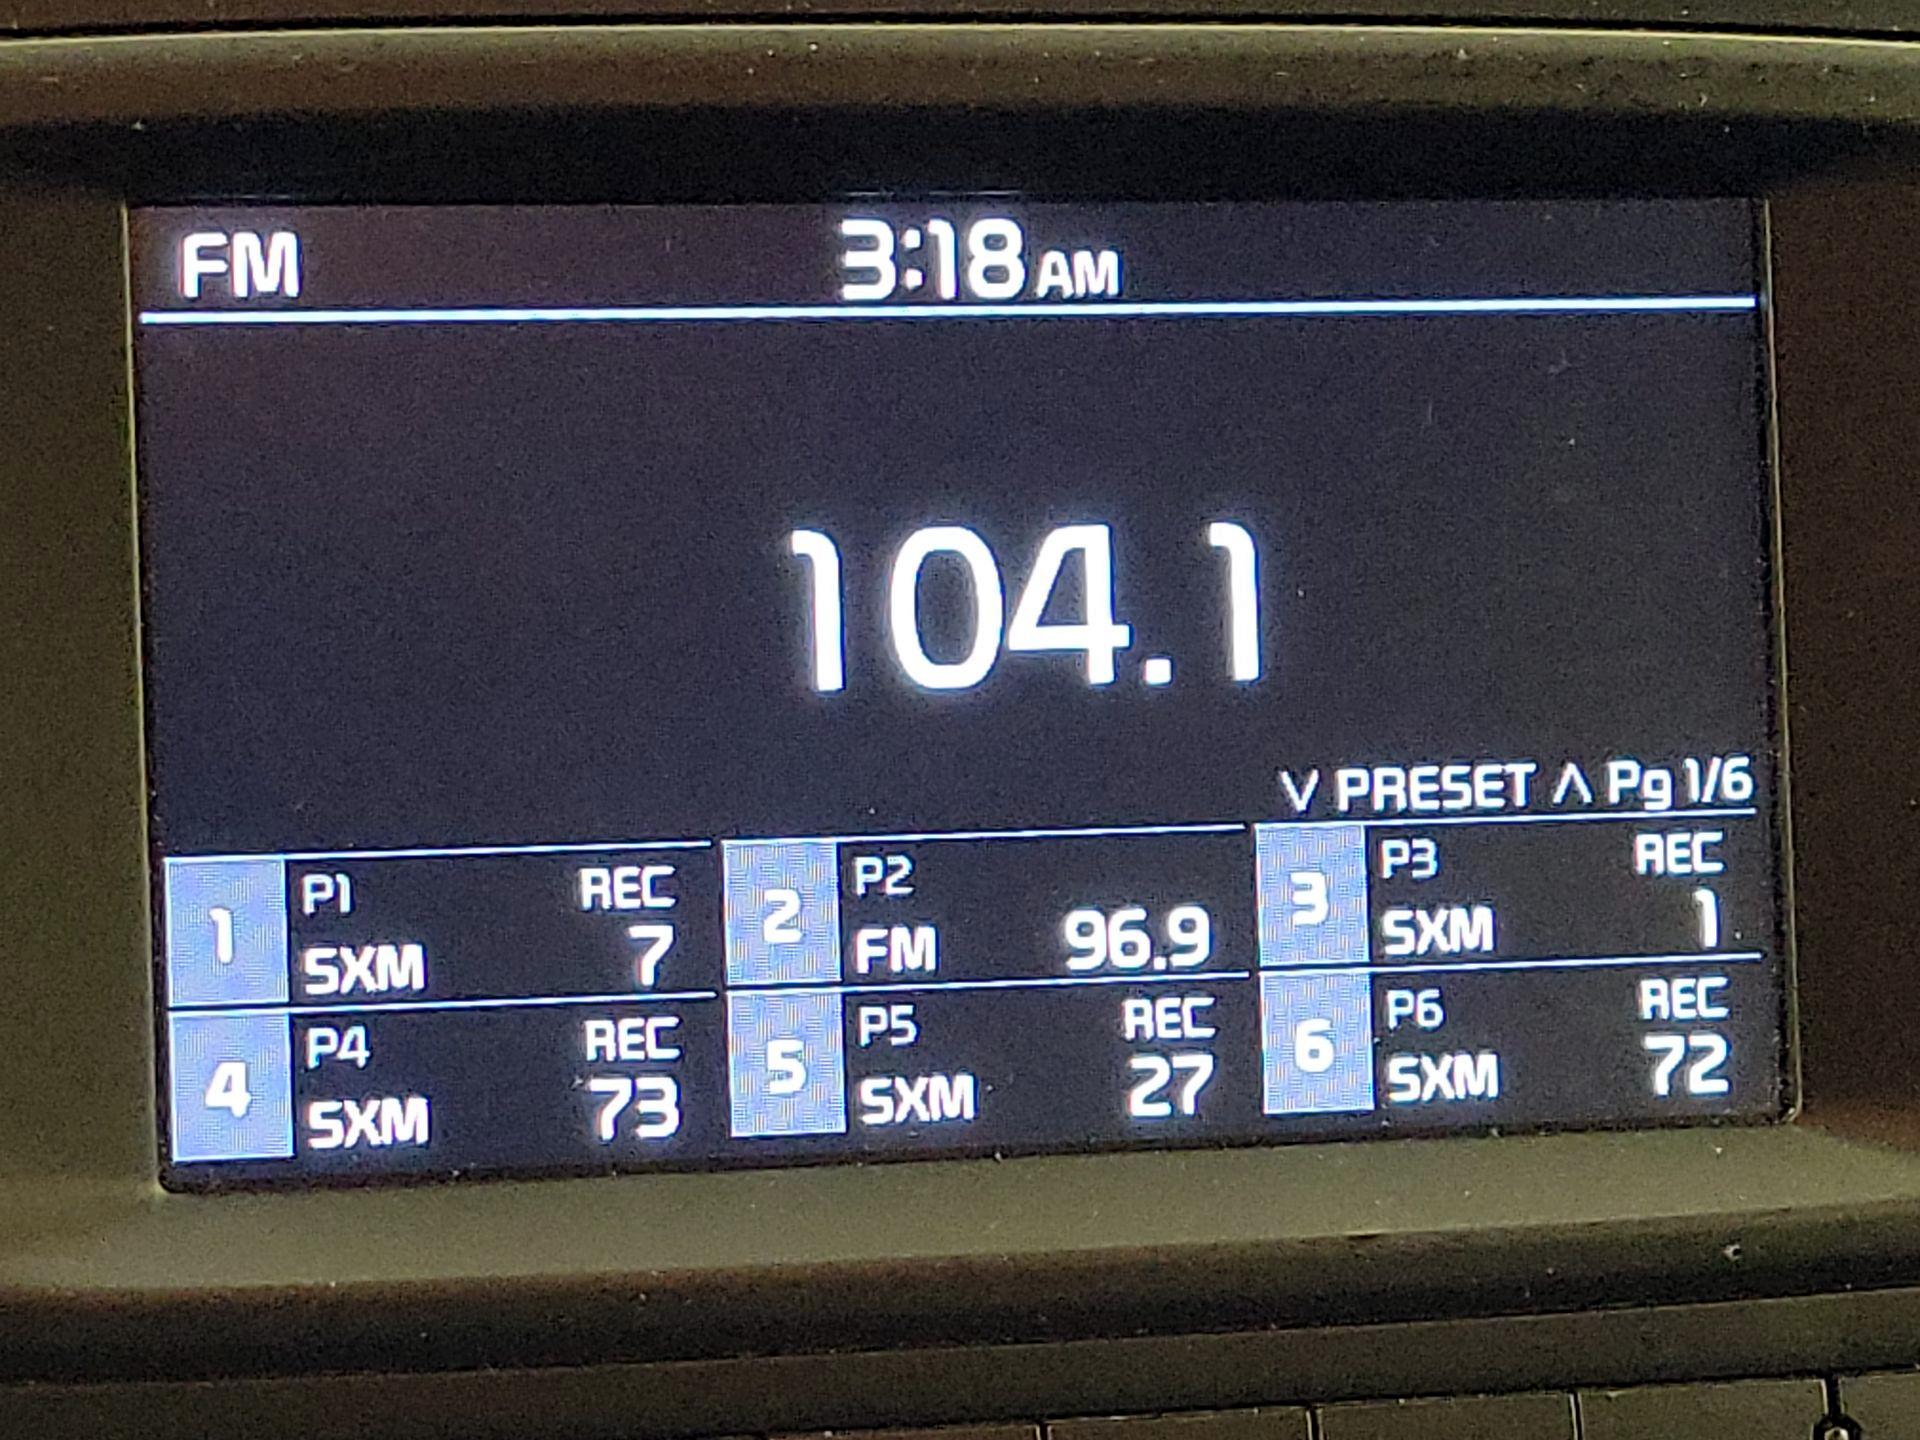 FM 3:18 AM
104.1
V PRESET Λ Pg 1/6
1 P1 REC
SXM 7
2 P2
FM 96.9
3 P3 REC
SXM 1
4 P4 REC
SXM 73
5 P5 REC
SXM 27
6 P6 REC
SXM 72